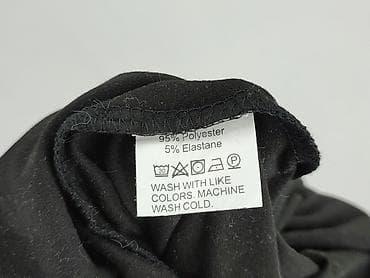 95% Polyester
5% Elastane
P
WASH WITH LIKE
COLORS. MACHINE
WASH COLD.